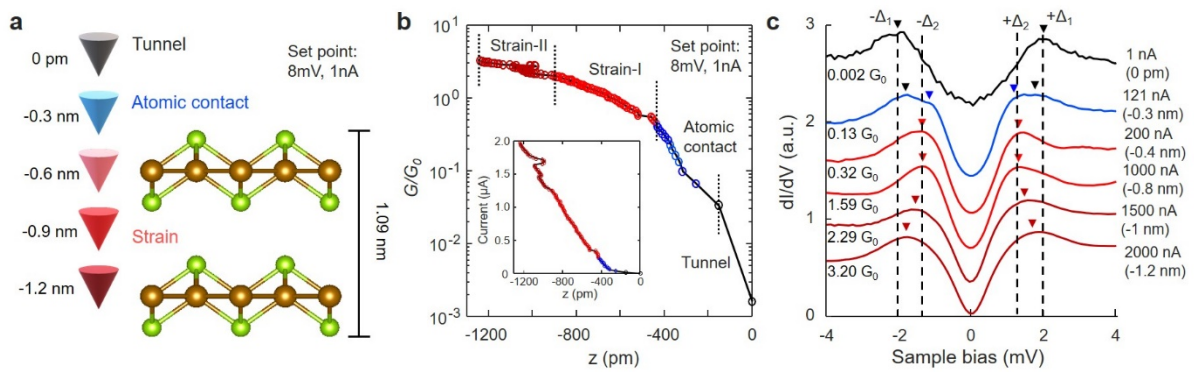 a
0 pm
Tunnel
Set point:
8mV, 1nA
-0.3 nm
Atomic contact
-0.6 nm
-0.9 nm
Strain
-1.2 nm
1.09 nm
b
G/G₀
10¹
10⁰
10⁻¹
10⁻²
10⁻³
Strain-II
Strain-I
Set point:
8mV, 1nA
Atomic
contact
Tunnel
Current (μA)
2.0
1.5
1.0
0.5
0
-1200 -800 -400 0
z (pm)
-1200 -800 -400 0
z (pm)
c
-Δ₁ -Δ₂ +Δ₂ +Δ₁
dI/dV (a.u.)
3
2
1
0
0.002 G₀
0.13 G₀
0.32 G₀
1.59 G₀
2.29 G₀
3.20 G₀
1 nA
(0 pm)
121 nA
(-0.3 nm)
200 nA
(-0.4 nm)
1000 nA
(-0.8 nm)
1500 nA
(-1 nm)
2000 nA
(-1.2 nm)
-4 -2 0 2 4
Sample bias (mV)